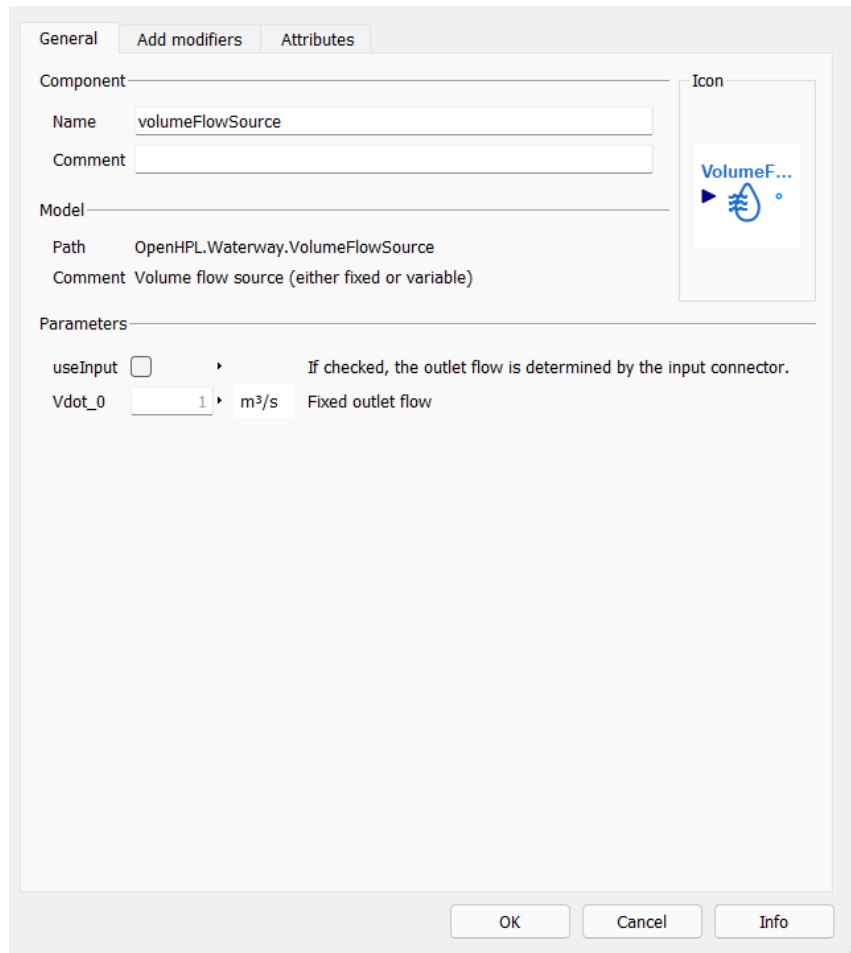 General Add modifiers Attributes
Component Icon
Name volumeFlowSource
Comment
VolumeF...
Model
Path OpenHPL.Waterway.VolumeFlowSource
Comment Volume flow source (either fixed or variable)
Parameters
useInput If checked, the outlet flow is determined by the input connector.
Vdot_0 1 m³/s Fixed outlet flow
OK Cancel Info